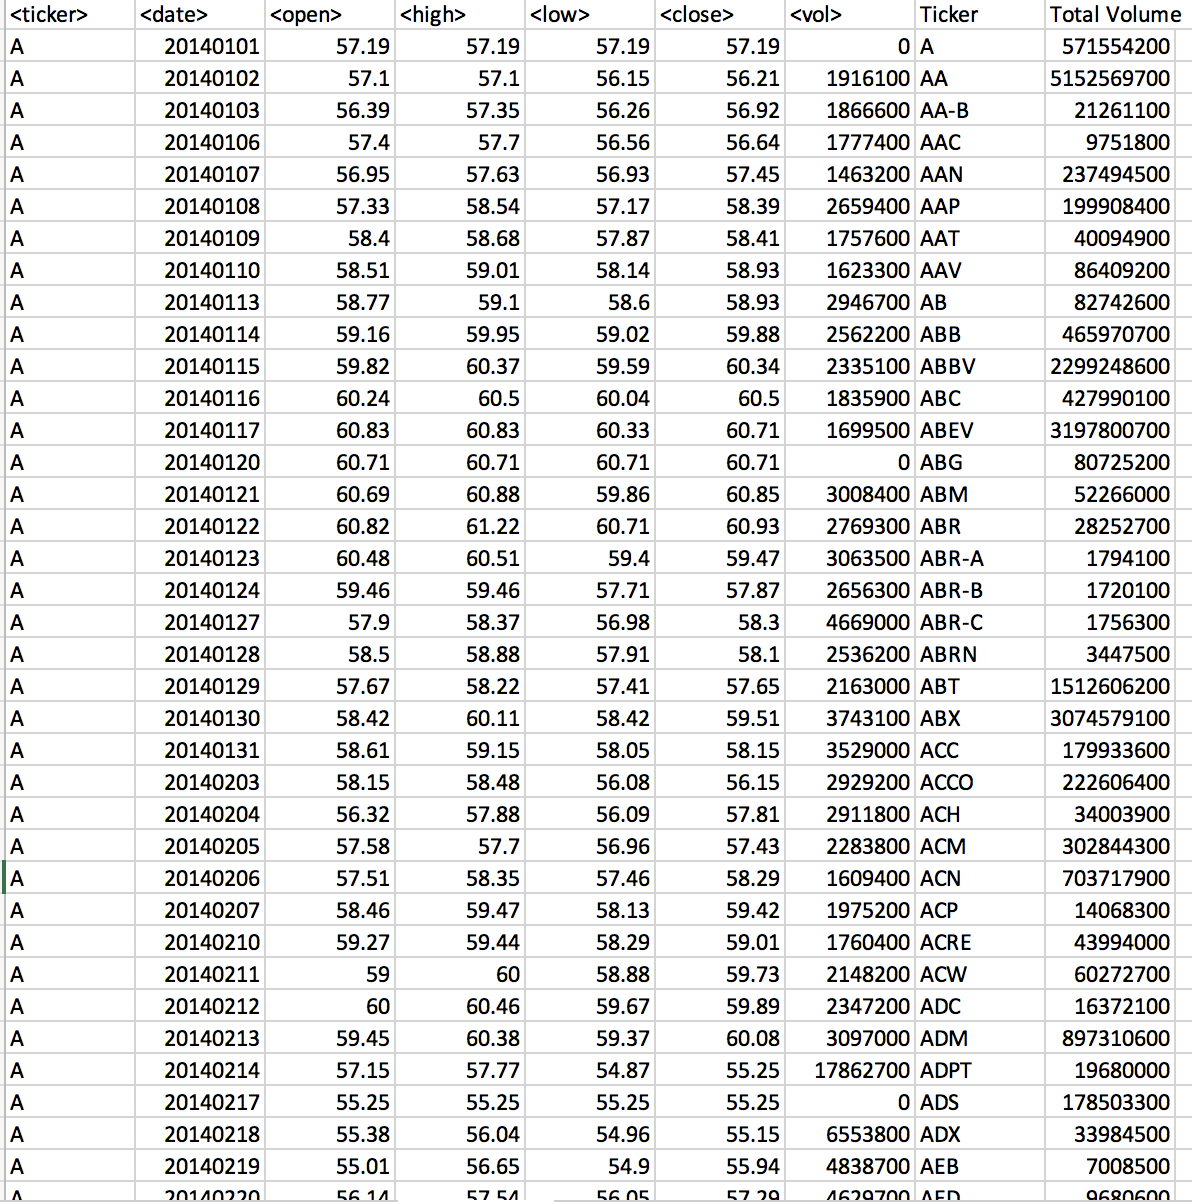 <ticker> <date> <open> <high> <low> <close> <vol> Ticker Total Volume
A 20140101 57.19 57.19 57.19 57.19 0 A 571554200
A 20140102 57.1 57.1 56.15 56.21 1916100 AA 5152569700
A 20140103 56.39 57.35 56.26 56.92 1866600 AA-B 21261100
A 20140106 57.4 57.7 56.56 56.64 1777400 AAC 9751800
A 20140107 56.95 57.63 56.93 57.45 1463200 AAN 237494500
A 20140108 57.33 58.54 57.17 58.39 2659400 AAP 199908400
A 20140109 58.4 58.68 57.87 58.41 1757600 AAT 40094900
A 20140110 58.51 59.01 58.14 58.93 1623300 AAV 86409200
A 20140113 58.77 59.1 58.6 58.93 2946700 AB 82742600
A 20140114 59.16 59.95 59.02 59.88 2562200 ABB 465970700
A 20140115 59.82 60.37 59.59 60.34 2335100 ABBV 2299248600
A 20140116 60.24 60.5 60.04 60.5 1835900 ABC 427990100
A 20140117 60.83 60.83 60.33 60.71 1699500 ABEV 3197800700
A 20140120 60.71 60.71 60.71 60.71 0 ABG 80725200
A 20140121 60.69 60.88 59.86 60.85 3008400 ABM 52266000
A 20140122 60.82 61.22 60.71 60.93 2769300 ABR 28252700
A 20140123 60.48 60.51 59.4 59.47 3063500 ABR-A 1794100
A 20140124 59.46 59.46 57.71 57.87 2656300 ABR-B 1720100
A 20140127 57.9 58.37 56.98 58.3 4669000 ABR-C 1756300
A 20140128 58.5 58.88 57.91 58.1 2536200 ABRN 3447500
A 20140129 57.67 58.22 57.41 57.65 2163000 ABT 1512606200
A 20140130 58.42 60.11 58.42 59.51 3743100 ABX 3074579100
A 20140131 58.61 59.15 58.05 58.15 3529000 ACC 179933600
A 20140203 58.15 58.48 56.08 56.15 2929200 ACCO 222606400
A 20140204 56.32 57.88 56.09 57.81 2911800 ACH 34003900
A 20140205 57.58 57.7 56.96 57.43 2283800 ACM 302844300
A 20140206 57.51 58.35 57.46 58.29 1609400 ACN 703717900
A 20140207 58.46 59.47 58.13 59.42 1975200 ACP 14068300
A 20140210 59.27 59.44 58.29 59.01 1760400 ACRE 43994000
A 20140211 59 60 58.88 59.73 2148200 ACW 60272700
A 20140212 60 60.46 59.67 59.89 2347200 ADC 16372100
A 20140213 59.45 60.38 59.37 60.08 3097000 ADM 897310600
A 20140214 57.15 57.77 54.87 55.25 17862700 ADPT 19680000
A 20140217 55.25 55.25 55.25 55.25 0 ADS 178503300
A 20140218 55.38 56.04 54.96 55.15 6553800 ADX 33984500
A 20140219 55.01 56.65 54.9 55.94 4838700 AEB 7008500
A 20140220 56.14 57.54 56.05 57.29 4629700 AED 9680600